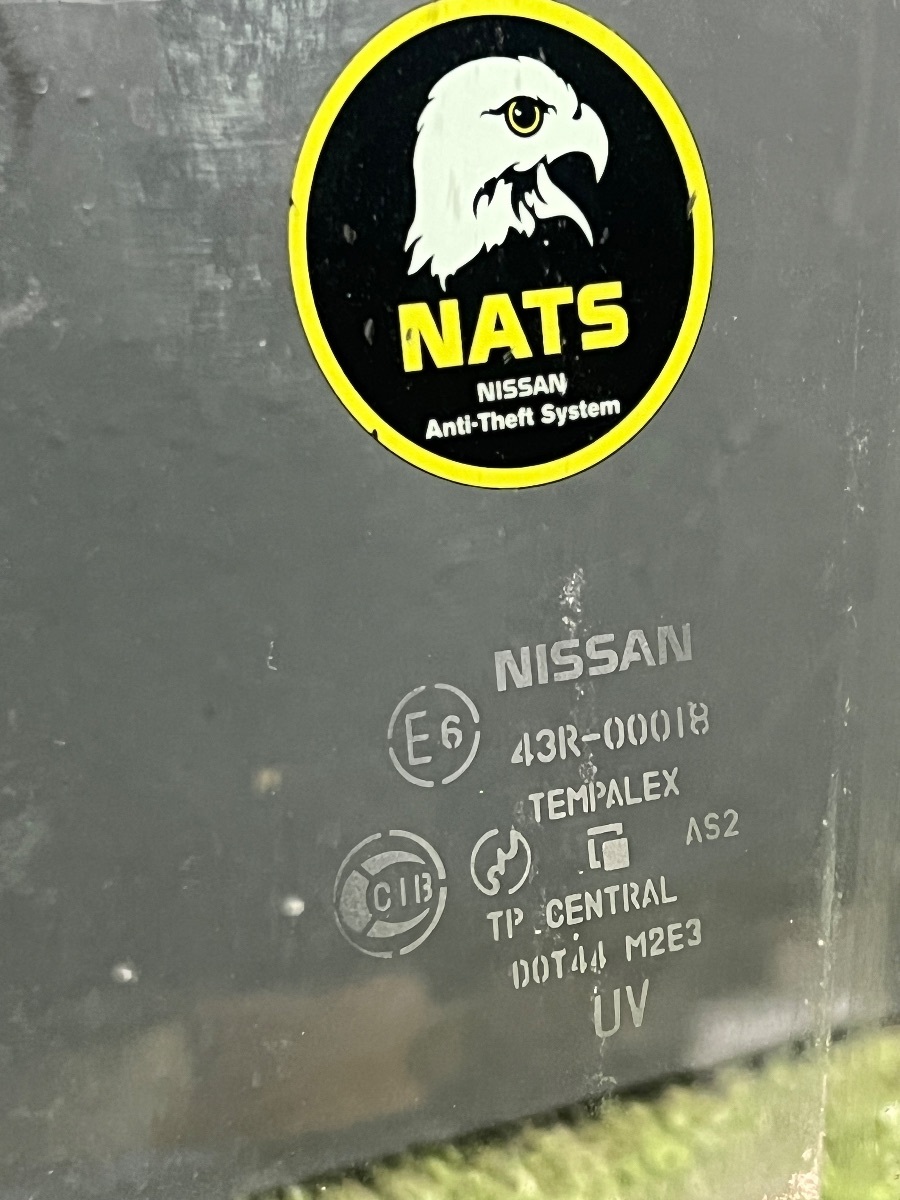 NATS
NISSAN
Anti-Theft System
NISSAN
E6 43R-00018
TEMPALEX
CIB AS2
TP CENTRAL
DOT44 M2E3
UV